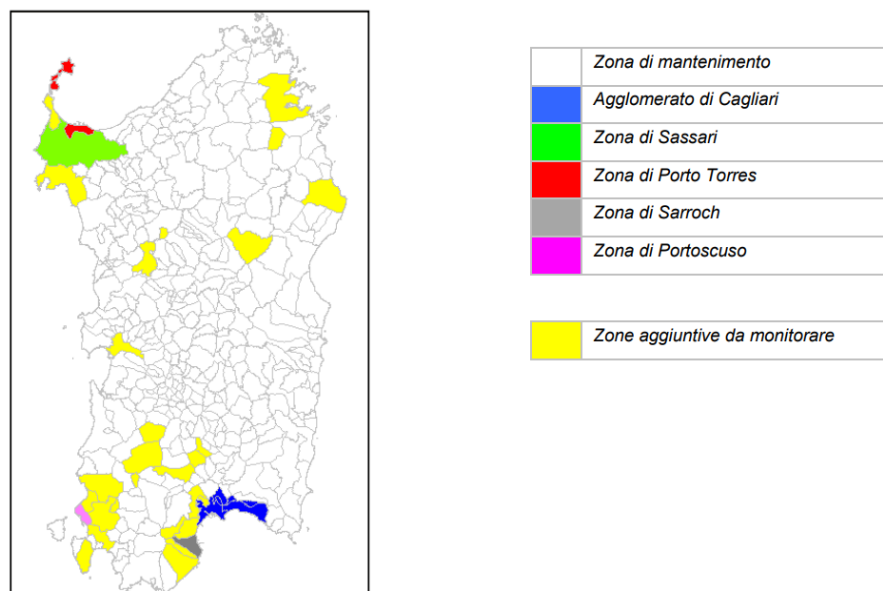 Zona di mantenimento
Agglomerato di Cagliari
Zona di Sassari
Zona di Porto Torres
Zona di Sarroch
Zona di Portoscuso
Zone aggiuntive da monitorare